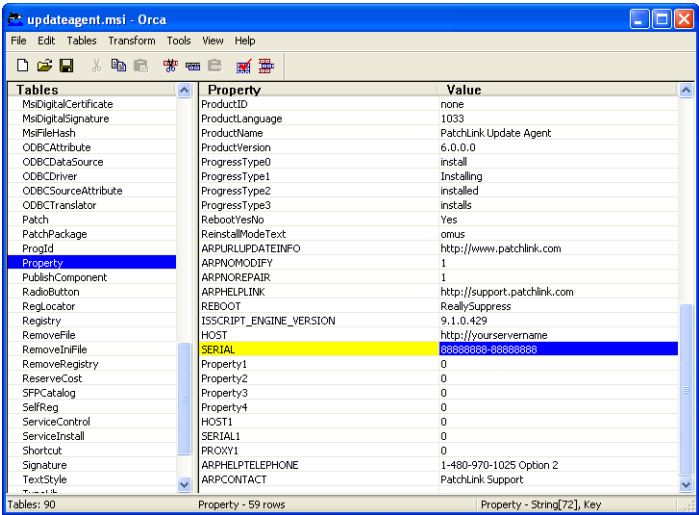 updateagent.msi - Orca
File Edit Tables Transform Tools View Help
Tables Property Value
MsiDigitalCertificate ProductID none
MsiDigitalSignature ProductLanguage 1033
MsiFileHash ProductName PatchLink Update Agent
ODBCAttribute ProductVersion 6.0.0.0
ODBCDataSource ProgressType0 install
ODBCDriver ProgressType1 Installing
ODBCSourceAttribute ProgressType2 installed
ODBCTranslator ProgressType3 installs
Patch RebootYesNo Yes
PatchPackage ReinstallModeText omus
ProgId ARPURLUPDATEINFO http://www.patchlink.com
Property ARPNOMODIFY 1
PublishComponent ARPNOREPAIR 1
RadioButton ARPHELPLINK http://support.patchlink.com
RegLocator REBOOT ReallySuppress
Registry ISSCRIPT_ENGINE_VERSION 9.1.0.429
RemoveFile HOST http://yourservername
RemoveIniFile SERIAL 88888888-88888888
RemoveRegistry Property1 0
ReserveCost Property2 0
SFPCatalog Property3 0
SelfReg Property4 0
ServiceControl HOST1 0
ServiceInstall SERIAL1 0
Shortcut PROXY1 0
Signature ARPHELPTELEPHONE 1-480-970-1025 Option 2
TextStyle ARPCONTACT PatchLink Support
Tables: 90 Property - 59 rows Property - String[72], Key